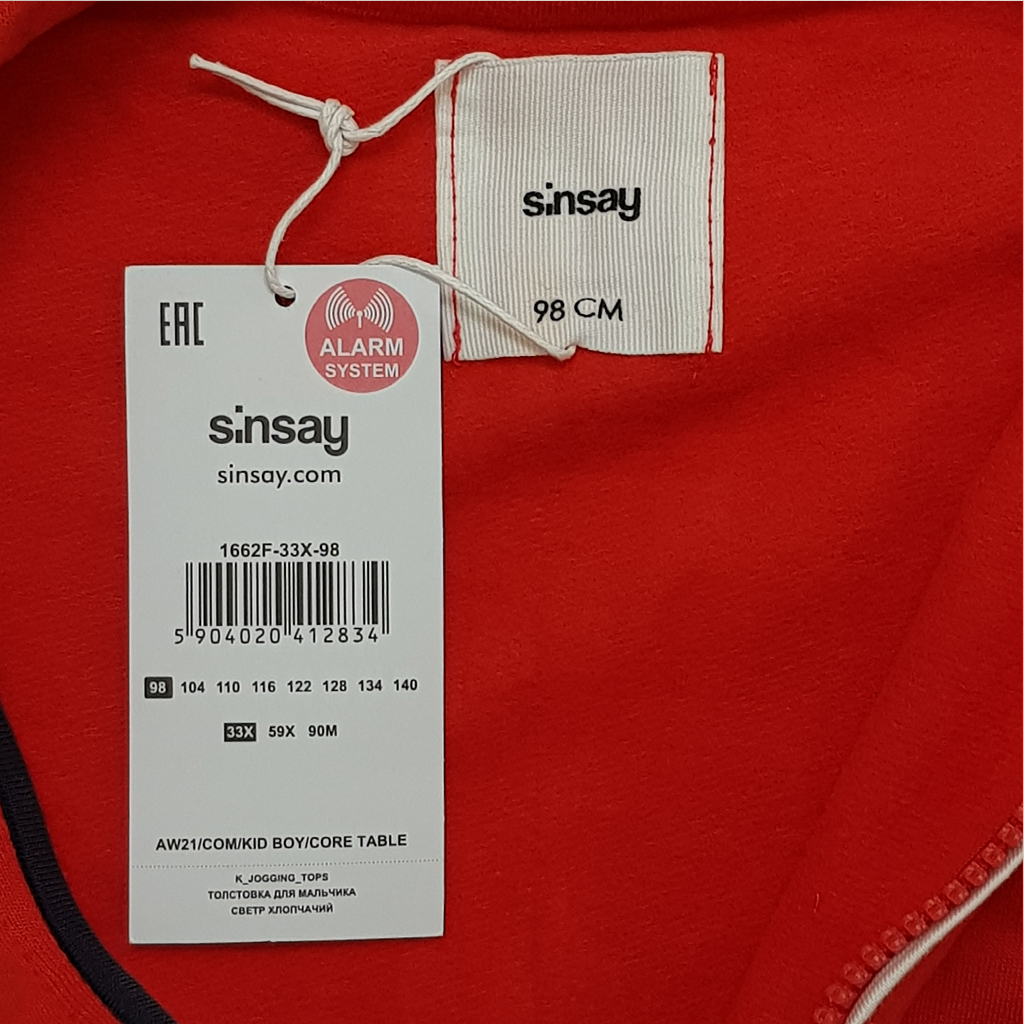 sinsay
98 CM
EAC
ALARM
SYSTEM
sinsay
sinsay.com
1662F-33X-98
5 904020 412834
98 104 110 116 122 128 134 140
33X 59X 90M
AW21/COM/KID BOY/CORE TABLE
K_JOGGING_TOPS
ТОЛСТОВКА ДЛЯ МАЛЬЧИКА
СВЕТР ХЛОПЧАЧИЙ